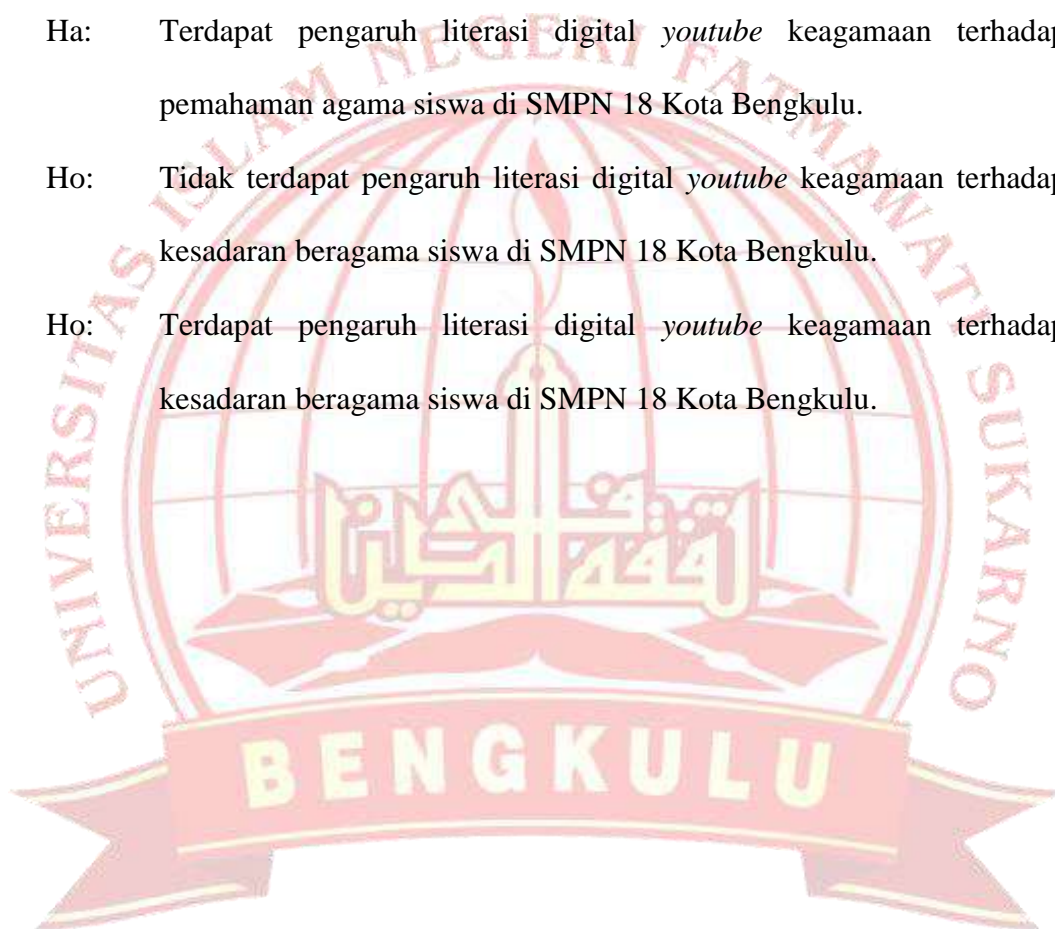 Ha: Terdapat pengaruh literasi digital youtube keagamaan terhadap
pemahaman agama siswa di SMPN 18 Kota Bengkulu.
Ho: Tidak terdapat pengaruh literasi digital youtube keagamaan terhadap
kesadaran beragama siswa di SMPN 18 Kota Bengkulu.
Ho: Terdapat pengaruh literasi digital youtube keagamaan terhadap
kesadaran beragama siswa di SMPN 18 Kota Bengkulu.
UNIVERSITAS ISLAM NEGERI FATMAWATI SUKARNO
BENGKULU